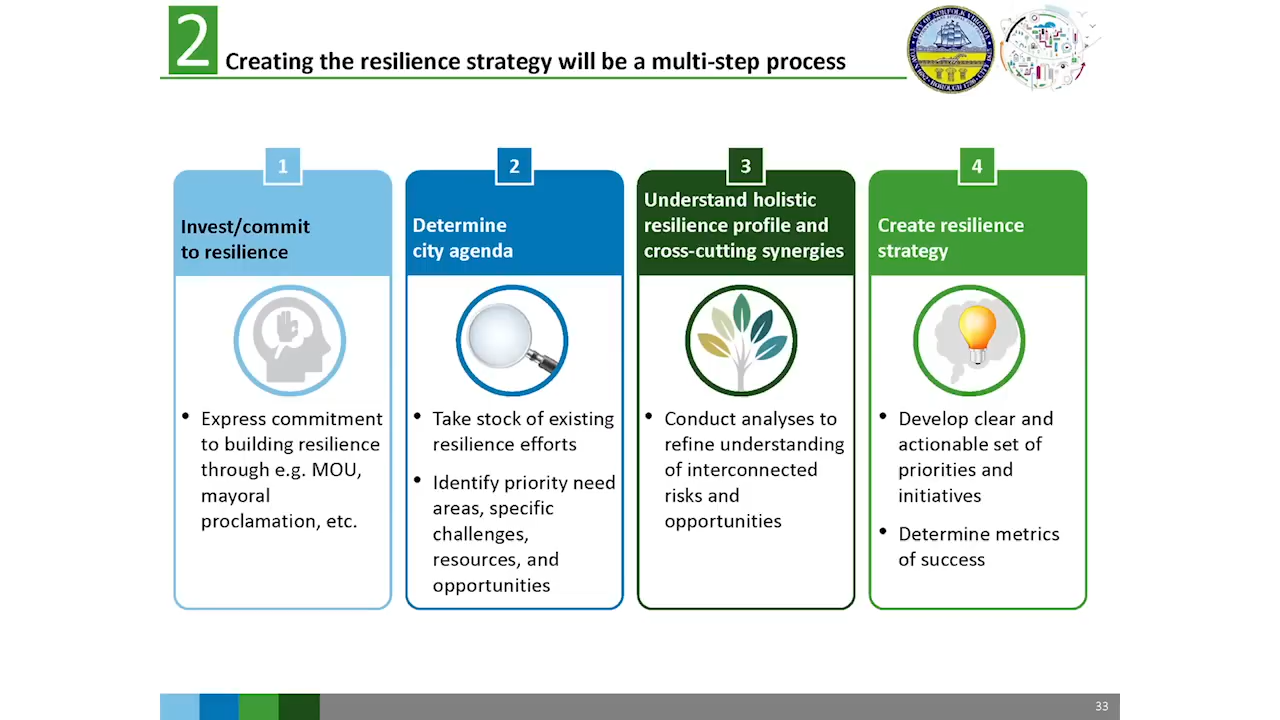 2
Creating the resilience strategy will be a multi-step process
CITY OF NORFOLK VIRGINIA
1
Invest/commit
to resilience
• Express commitment
to building resilience
through e.g. MOU,
mayoral
proclamation, etc.
2
Determine
city agenda
• Take stock of existing
resilience efforts
• Identify priority need
areas, specific
challenges,
resources, and
opportunities
3
Understand holistic
resilience profile and
cross-cutting synergies
• Conduct analyses to
refine understanding
of interconnected
risks and
opportunities
4
Create resilience
strategy
• Develop clear and
actionable set of
priorities and
initiatives
• Determine metrics
of success
33